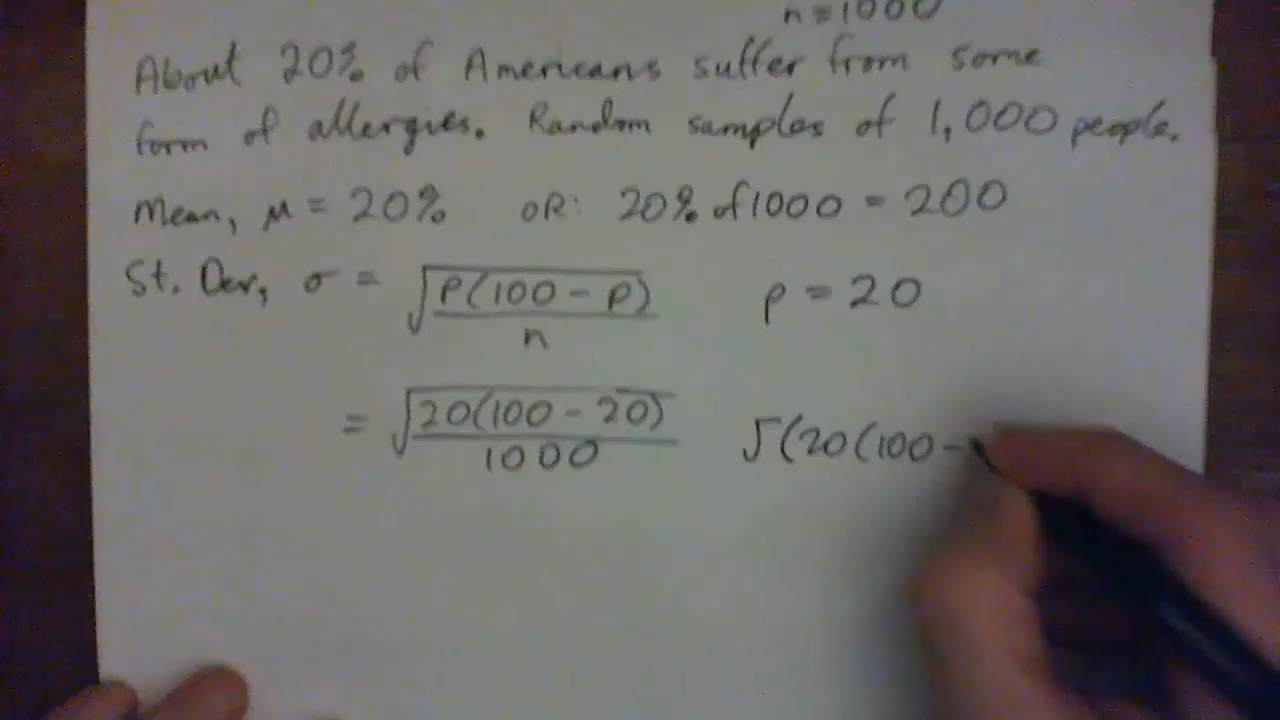 n = 1000
About 20% of Americans suffer from some
form of allergies. Random samples of 1,000 people.
Mean, μ = 20% OR: 20% of 1000 = 200
St. Dev, σ = √(p(100 - p)/n) p = 20
= √(20(100 - 20)/1000) √(20(100 -